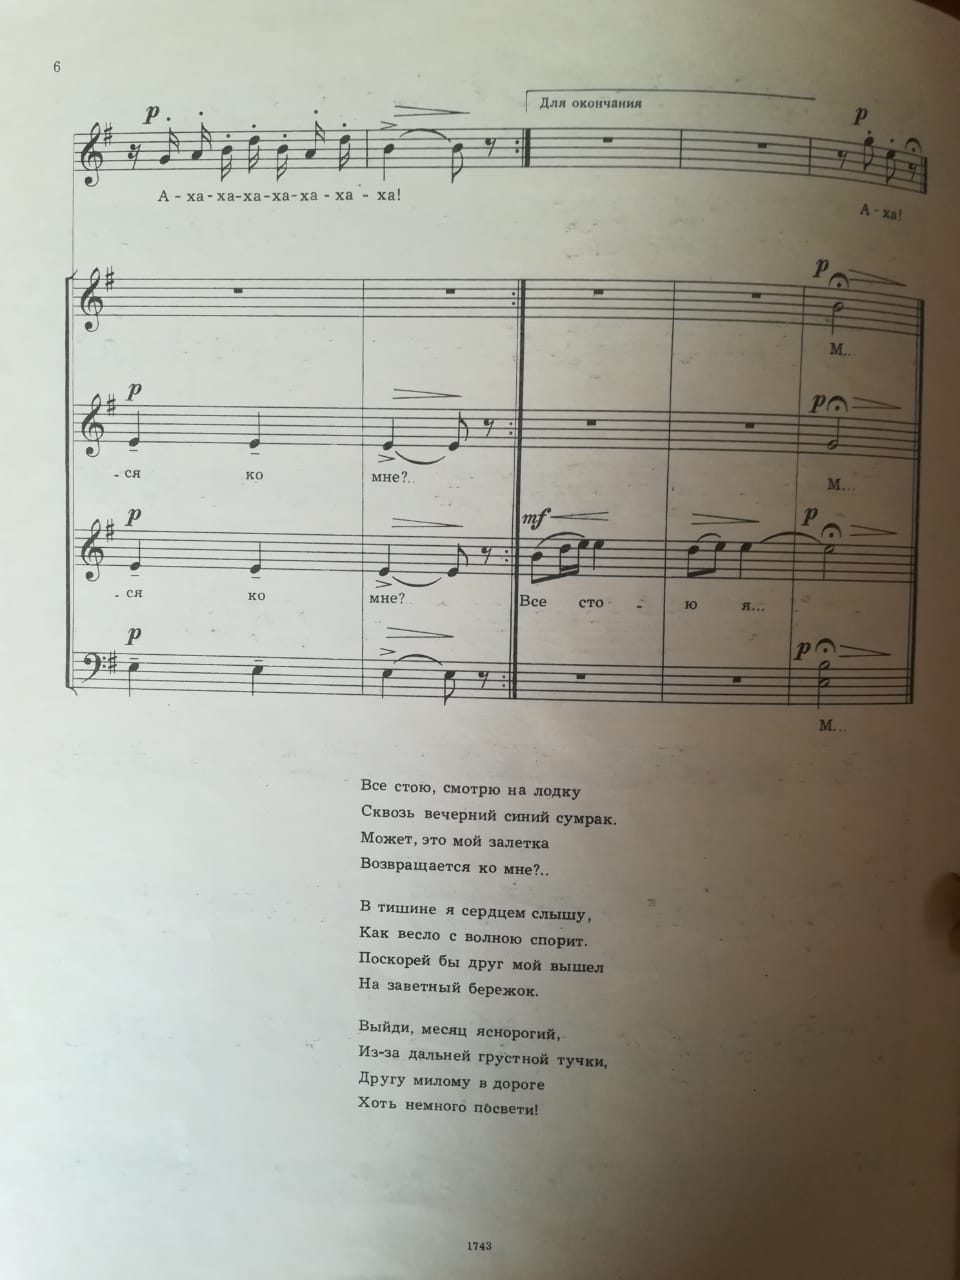 6
p
Для окончания
p
А - ха - ха-ха-ха-ха - ха - ха!
А-ха!
p
М...
p
p
-ся ко мне?..
М...
p
mf
p
-ся ко мне?..
Все сто - ю я...
p
p
М...
Все стою, смотрю на лодку
Сквозь вечерний синий сумрак.
Может, это мой залетка
Возвращается ко мне?..
В тишине я сердцем слышу,
Как весло с волною спорит.
Поскорей бы друг мой вышел
На заветный бережок.
Выйди, месяц яснорогий,
Из-за дальней грустной тучки,
Другу милому в дороге
Хоть немного посвети!
1743